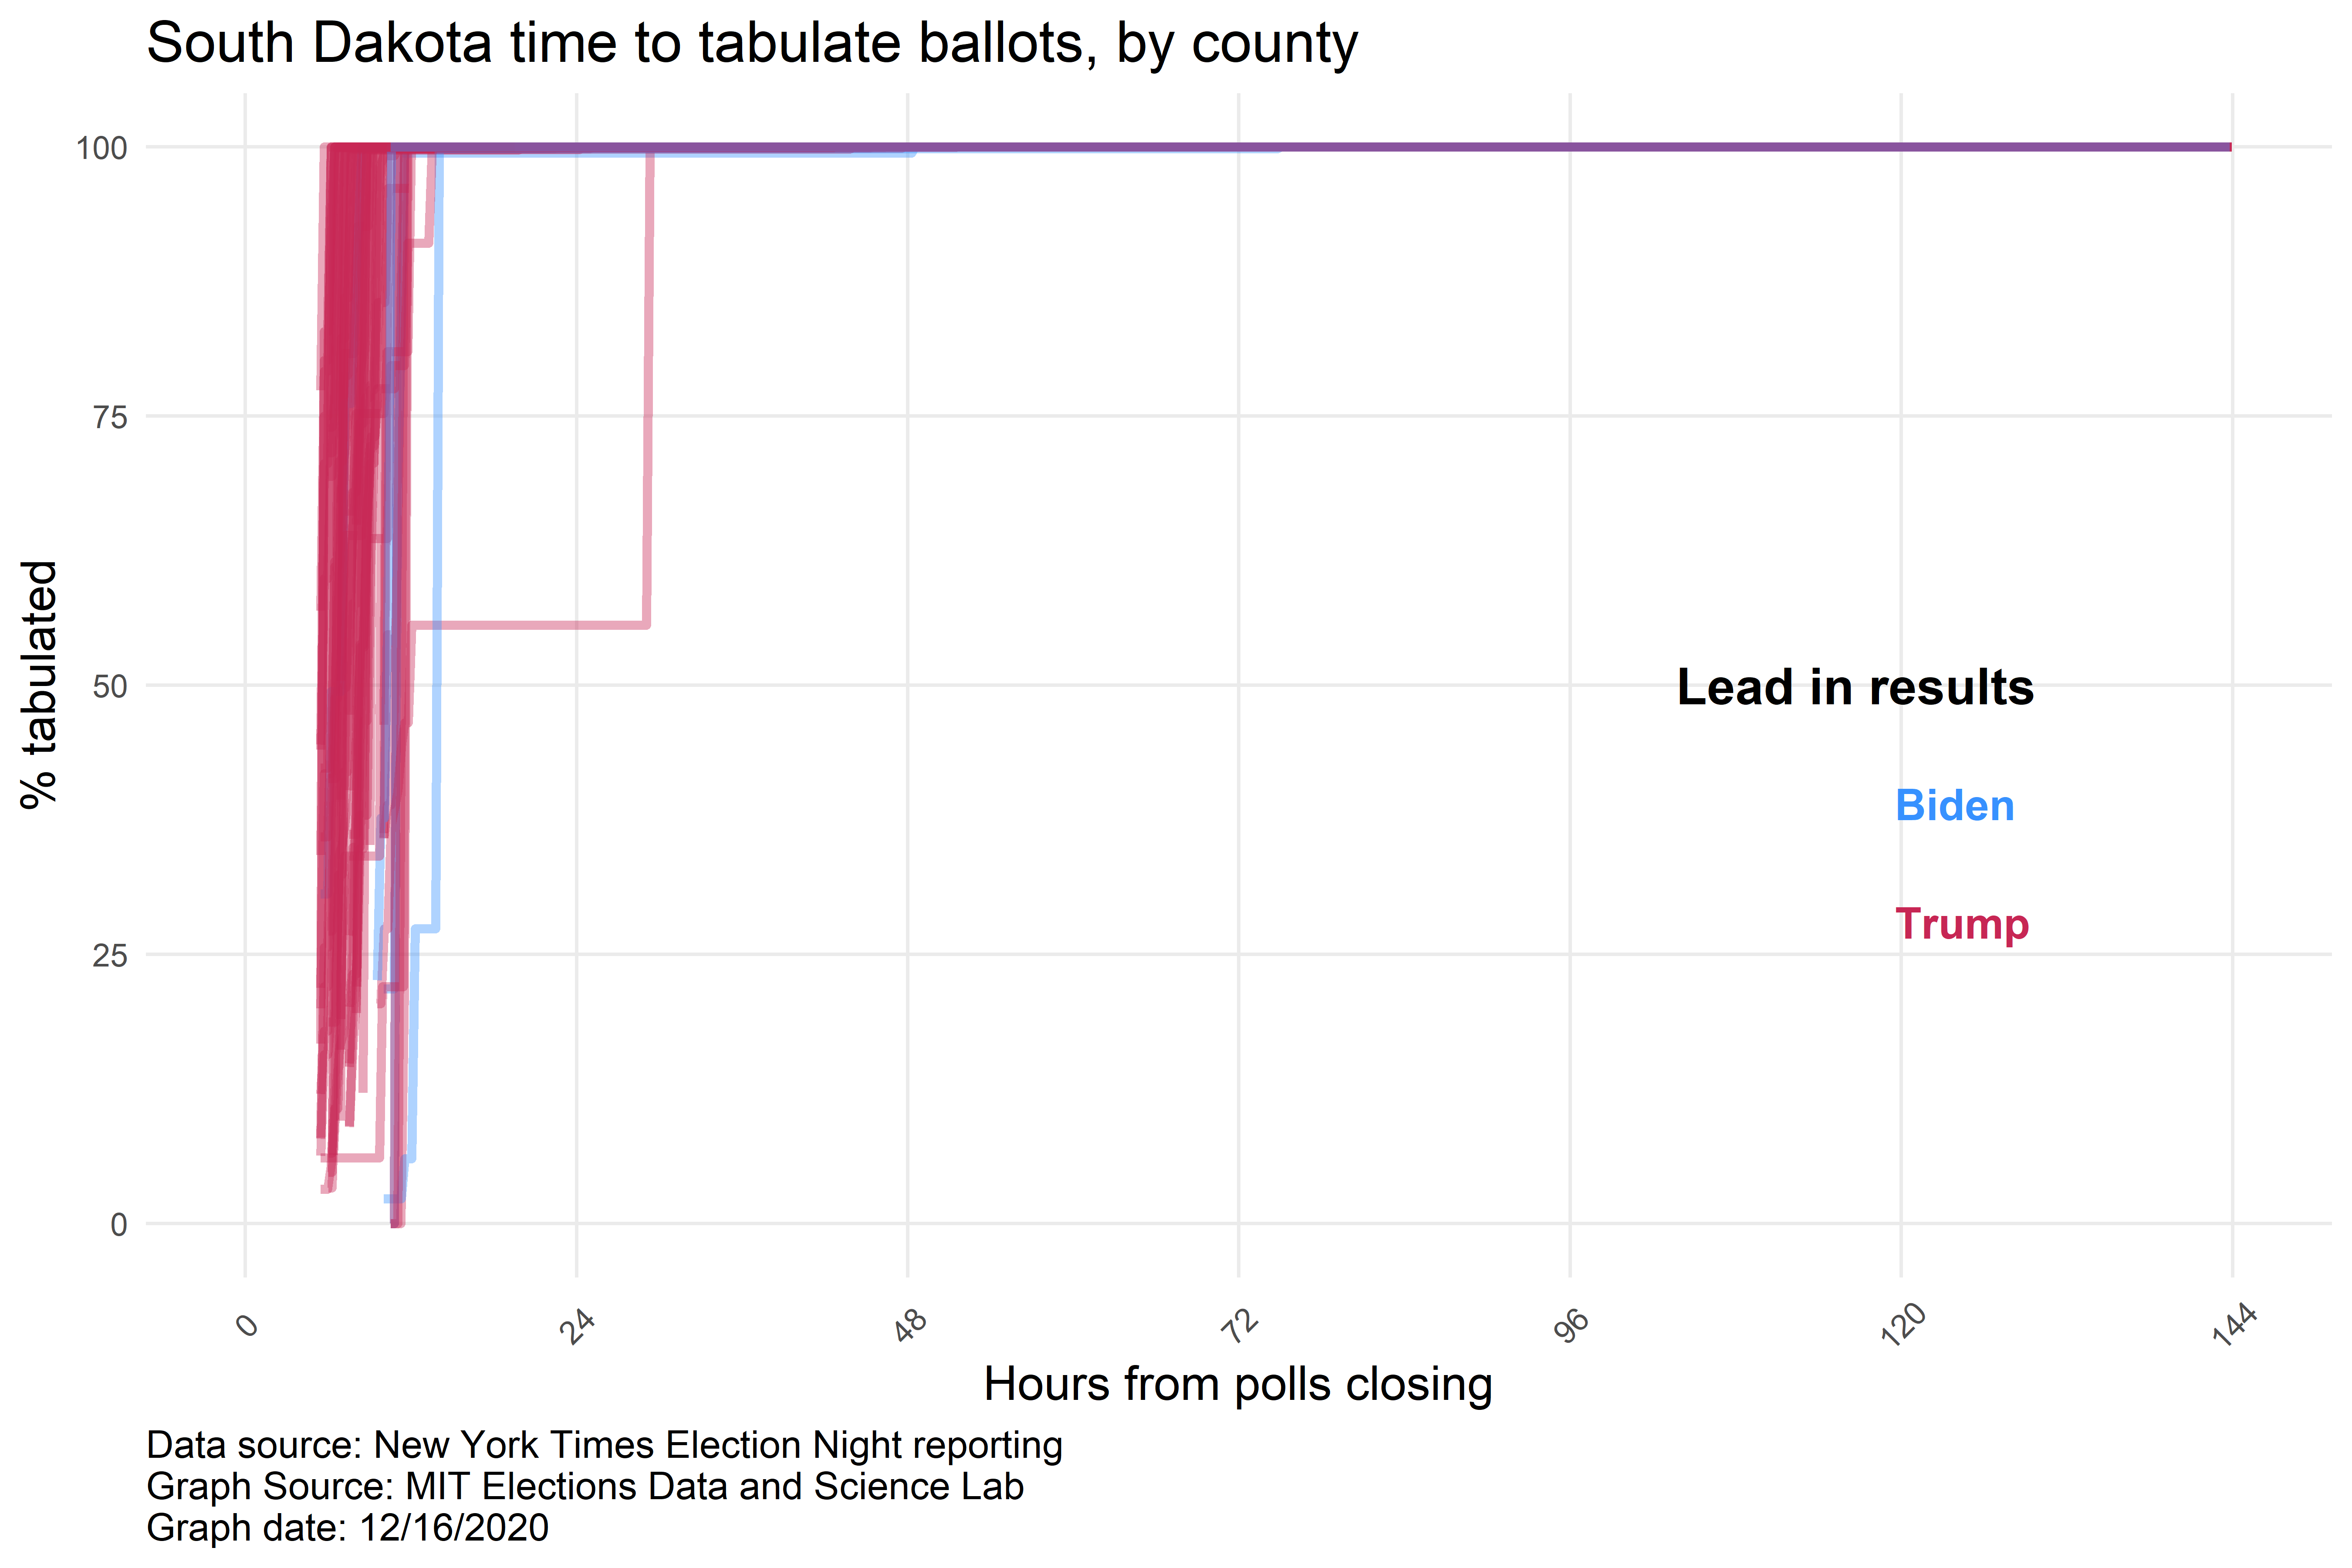 South Dakota time to tabulate ballots, by county
100
75
50
25
0
% tabulated
Lead in results
Biden
Trump
0
24
48
72
96
120
144
Hours from polls closing
Data source: New York Times Election Night reporting
Graph Source: MIT Elections Data and Science Lab
Graph date: 12/16/2020